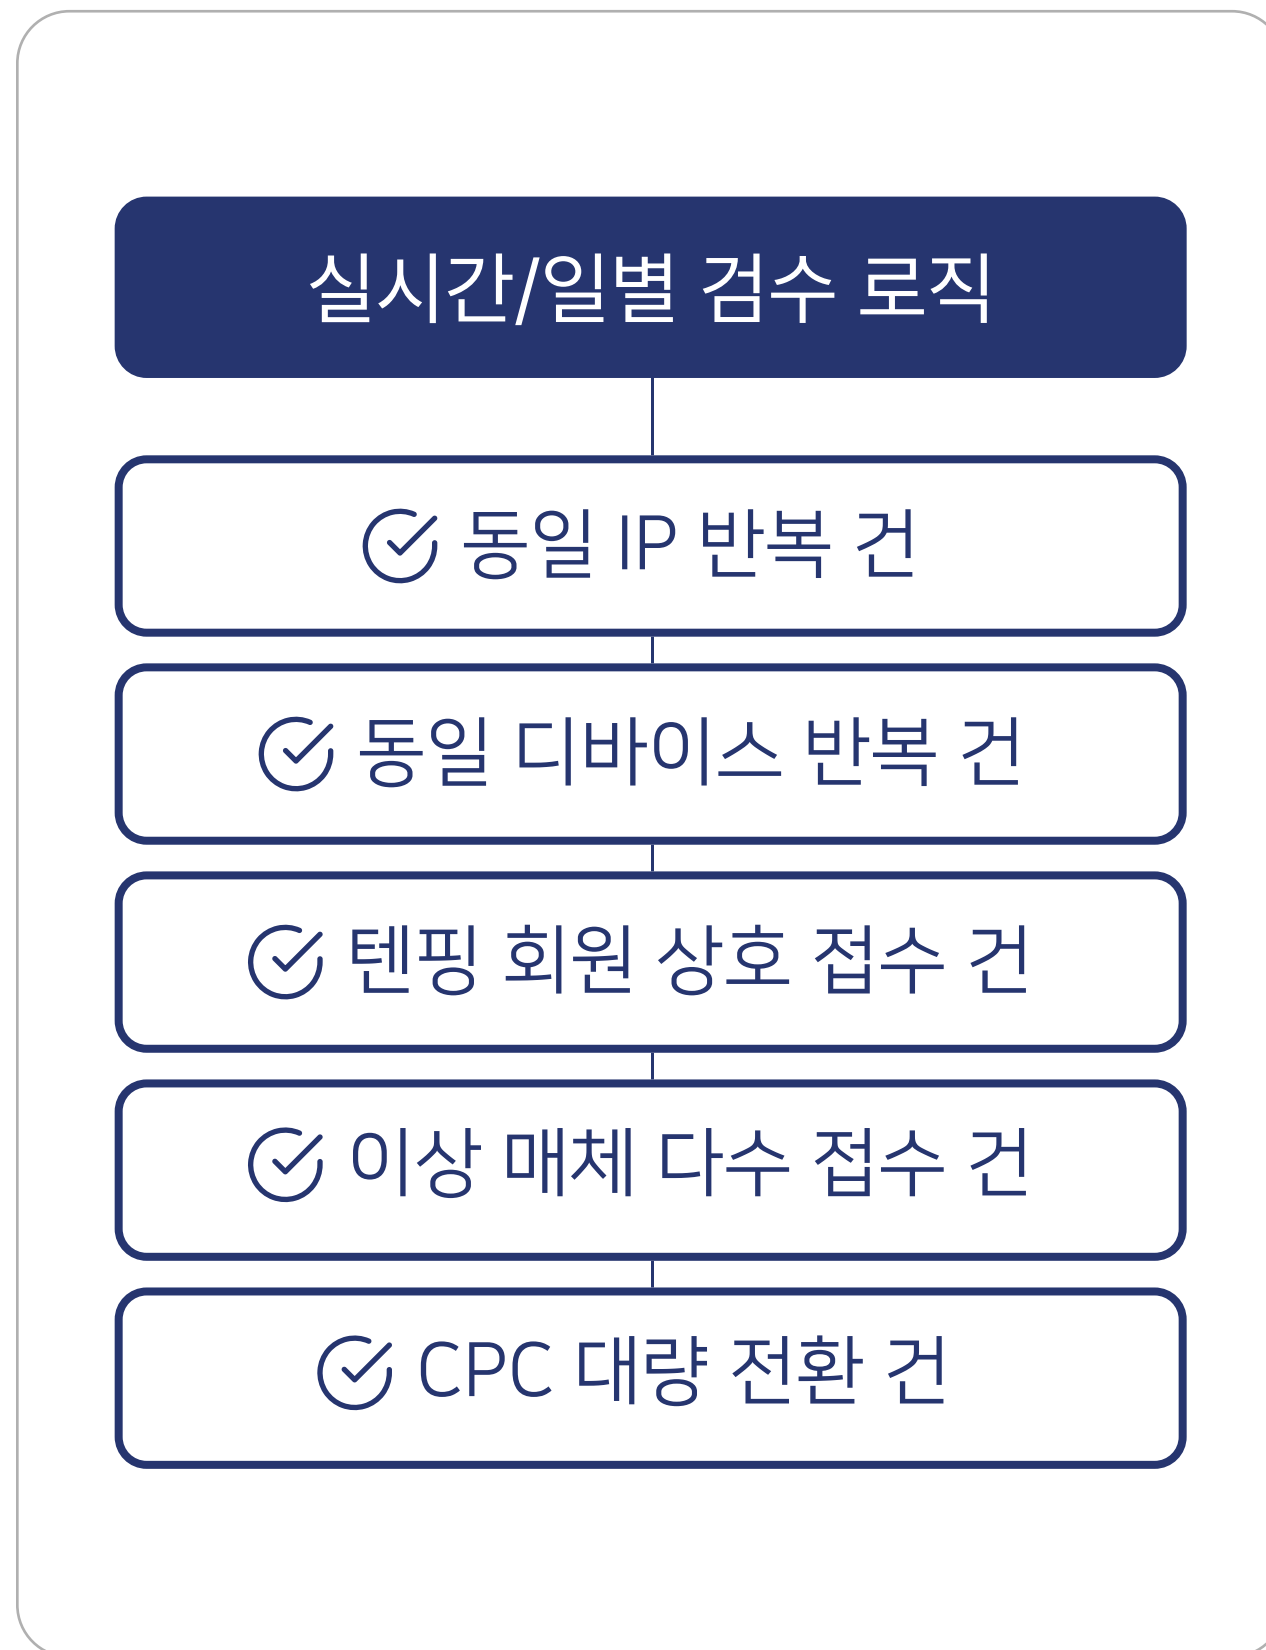 실시간/일별 검수 로직
동일 IP 반복 건
동일 디바이스 반복 건
텐핑 회원 상호 접수 건
이상 매체 다수 접수 건
CPC 대량 전환 건